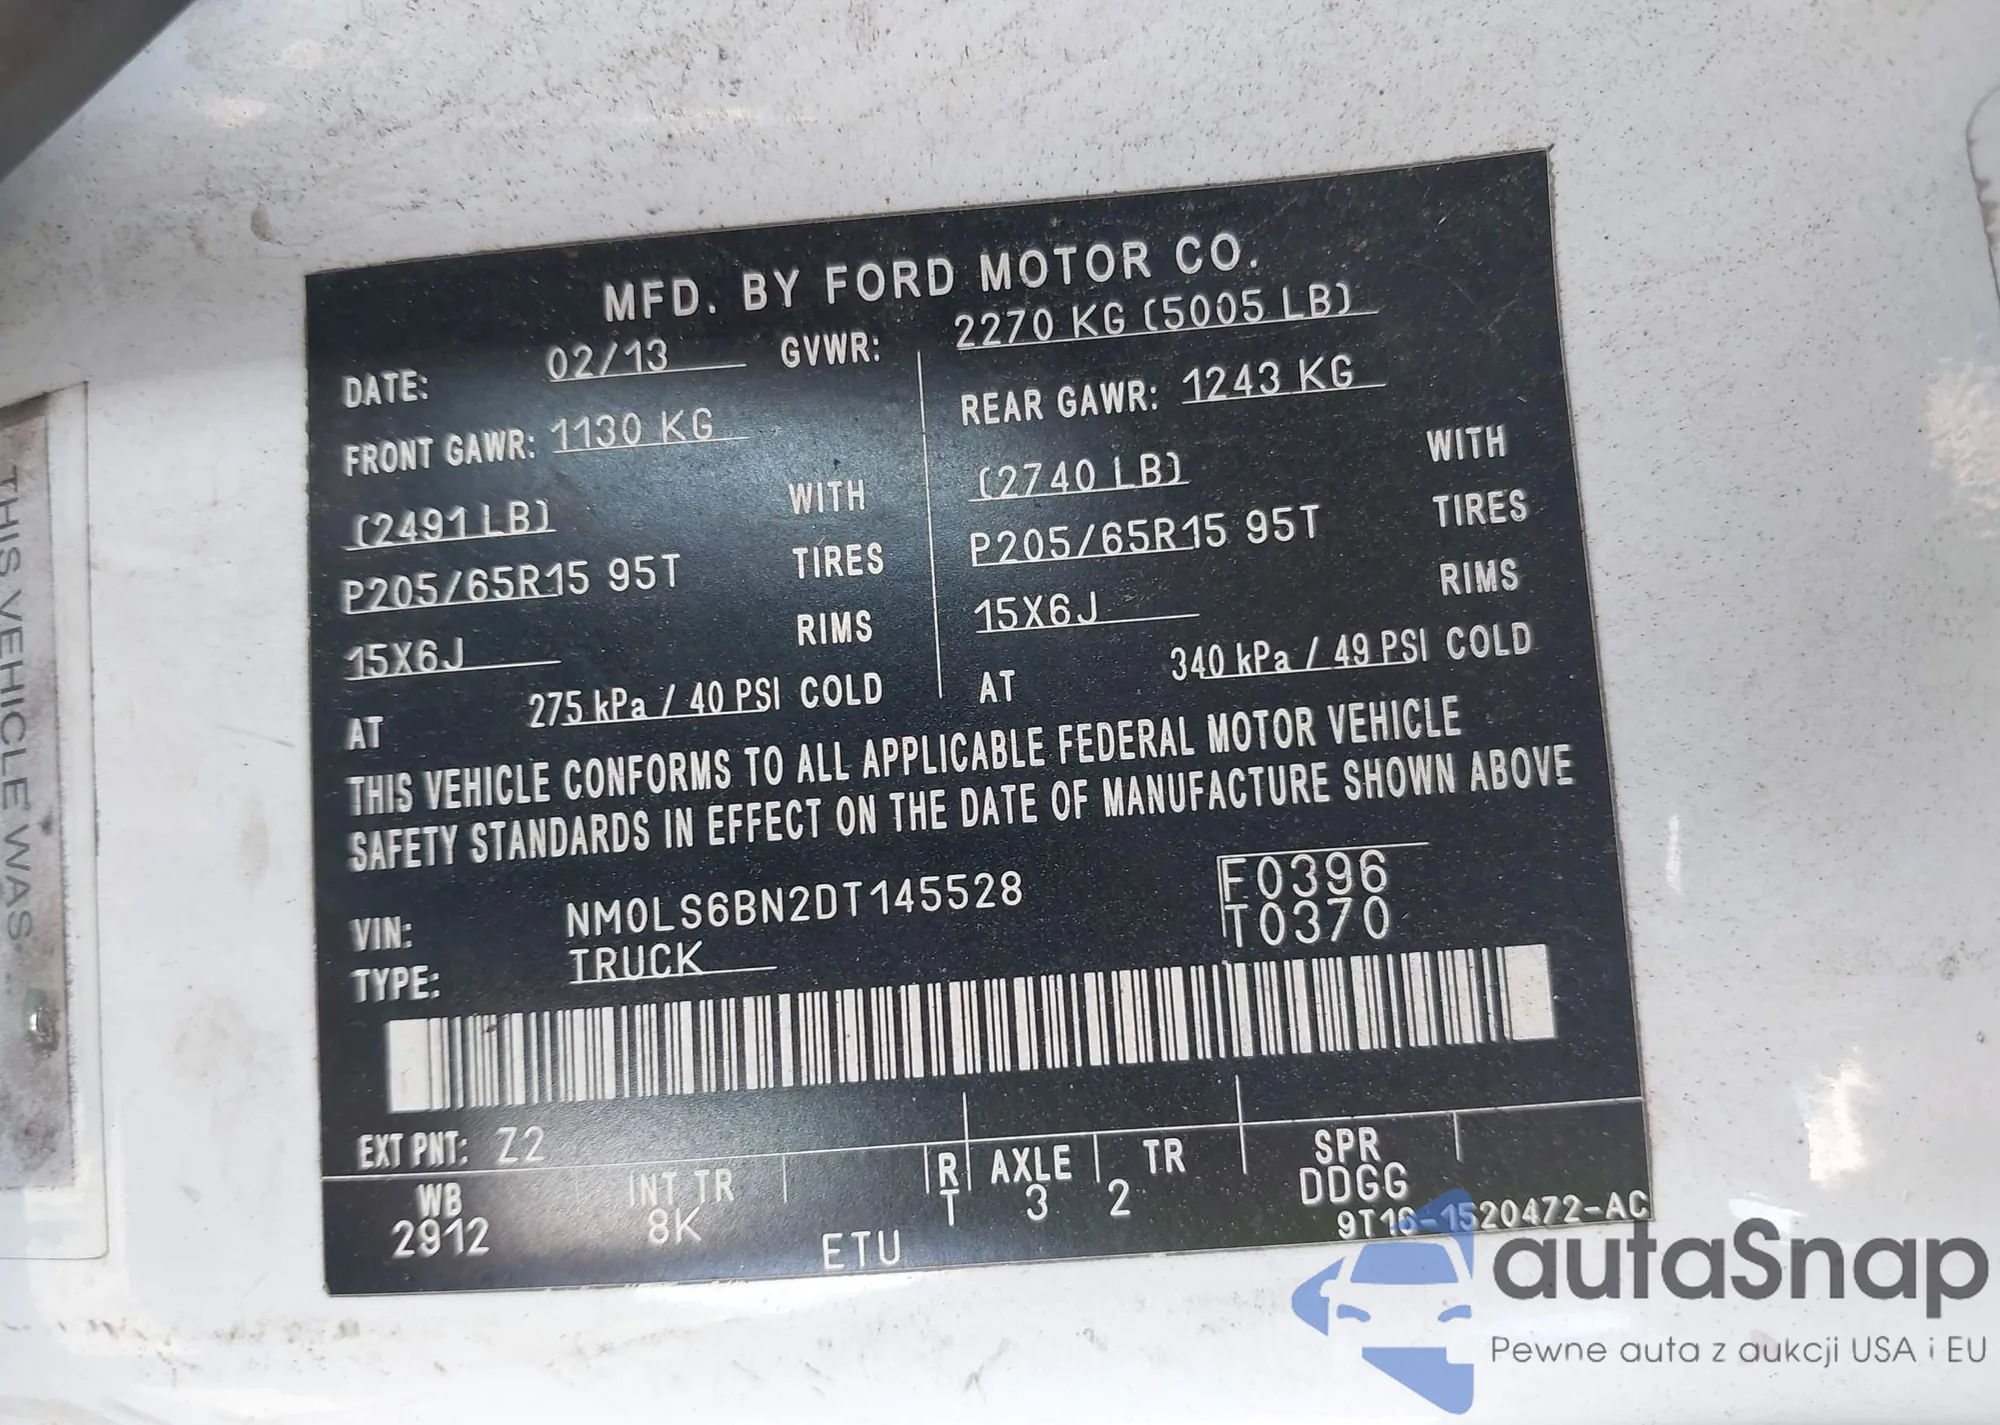 MFD. BY FORD MOTOR CO.
DATE: 02/13 GVWR: 2270 KG (5005 LB)
FRONT GAWR: 1130 KG REAR GAWR: 1243 KG
(2491 LB) WITH (2740 LB) WITH
P205/65R15 95T TIRES P205/65R15 95T TIRES
15X6J RIMS 15X6J RIMS
AT 275 kPa / 40 PSI COLD AT 340 kPa / 49 PSI COLD
THIS VEHICLE CONFORMS TO ALL APPLICABLE FEDERAL MOTOR VEHICLE
SAFETY STANDARDS IN EFFECT ON THE DATE OF MANUFACTURE SHOWN ABOVE
VIN: NM0LS6BN2DT145528 F0396
TYPE: TRUCK T0370
EXT PNT: Z2
WB INT TR RT AXLE TR SPR
2912 8K 3 2 DDGG
ETU 9T16-1520472-AC
THIS VEHICLE WAS
autaSnap
Pewne auta z aukcji USA i EU